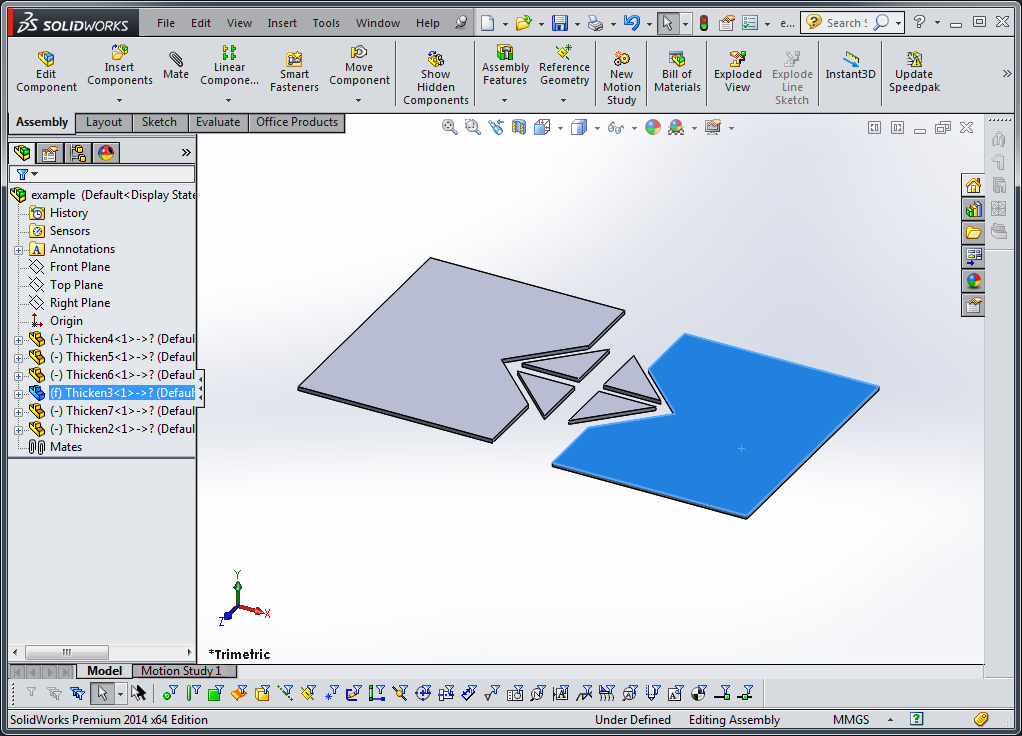 SOLIDWORKS File Edit View Insert Tools Window Help e... Search S
Edit Component
Insert Components
Mate
Linear Compone...
Smart Fasteners
Move Component
Show Hidden Components
Assembly Features
Reference Geometry
New Motion Study
Bill of Materials
Exploded View
Explode Line Sketch
Instant3D
Update Speedpak
Assembly Layout Sketch Evaluate Office Products
example (Default<Display State
History
Sensors
A Annotations
Front Plane
Top Plane
Right Plane
Origin
(-) Thicken4<1>->? (Defaul
(-) Thicken5<1>->? (Defaul
(-) Thicken6<1>->? (Defaul
(f) Thicken3<1>->? (Defaul
(-) Thicken7<1>->? (Defaul
(-) Thicken2<1>->? (Defaul
Mates
Y
X
Z
*Trimetric
Model Motion Study 1
SolidWorks Premium 2014 x64 Edition Under Defined Editing Assembly MMGS